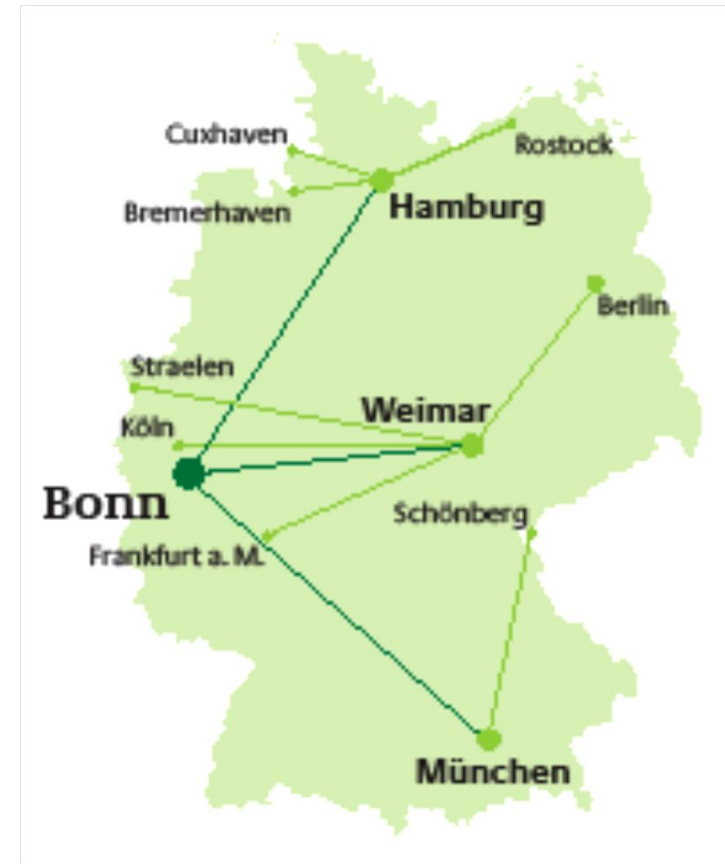 Cuxhaven
Rostock
Bremerhaven
Hamburg
Berlin
Straelen
Weimar
Köln
Bonn
Schönberg
Frankfurt a. M.
München